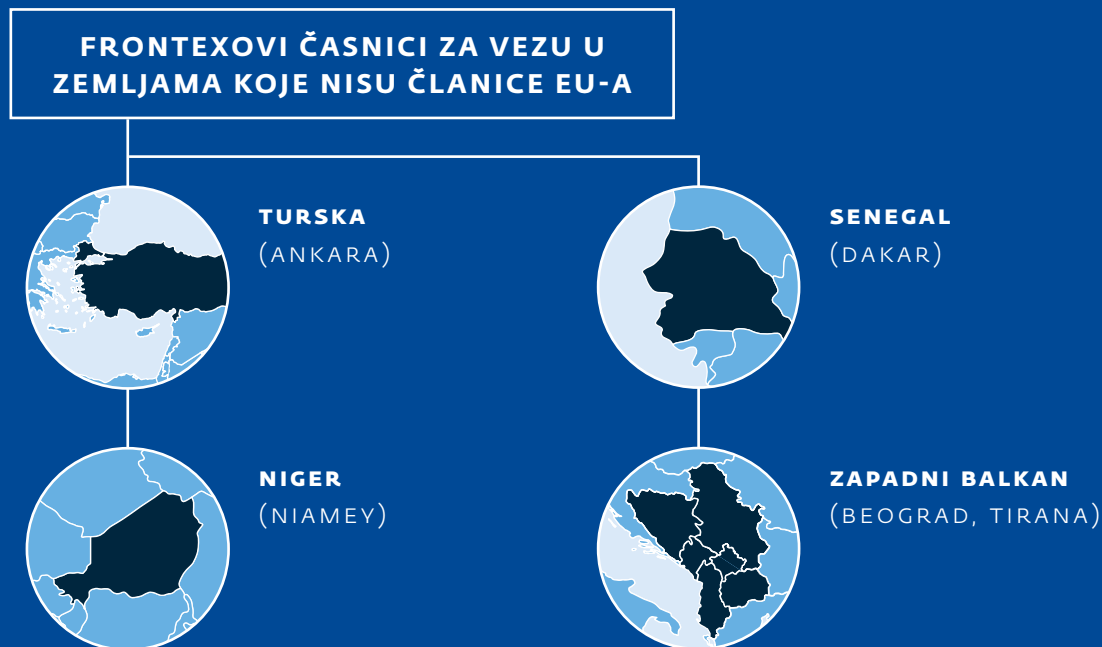 FRONTEXOVI ČASNICI ZA VEZU U
ZEMLJAMA KOJE NISU ČLANICE EU-A
TURSKA
(ANKARA)
SENEGAL
(DAKAR)
NIGER
(NIAMEY)
ZAPADNI BALKAN
(BEOGRAD, TIRANA)